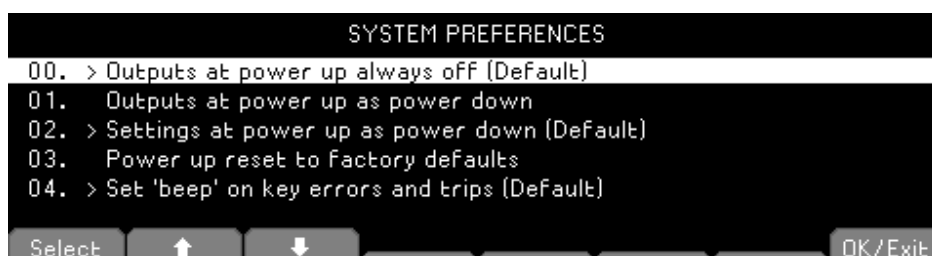 SYSTEM PREFERENCES
00. > Outputs at power up always off (Default)
01. Outputs at power up as power down
02. > Settings at power up as power down (Default)
03. Power up reset to factory defaults
04. > Set 'beep' on key errors and trips (Default)
Select ↑ ↓ OK/Exit